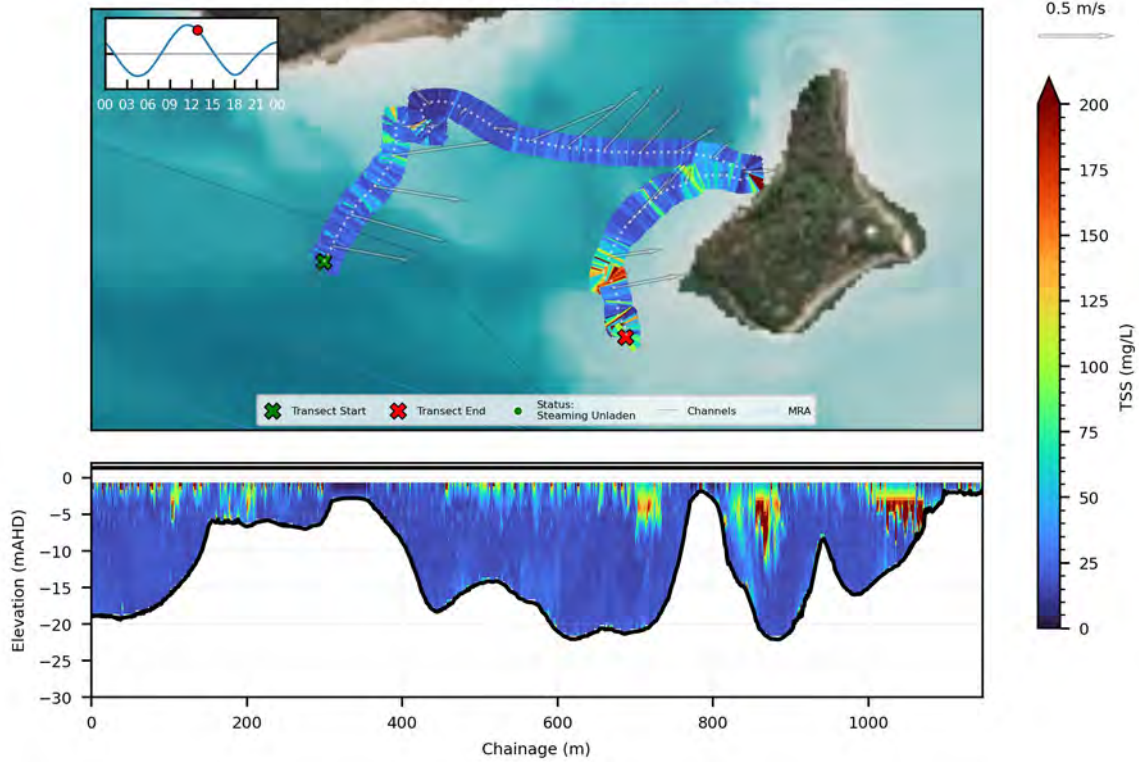 0.5 m/s
00 03 06 09 12 15 18 21 00
Transect Start
Transect End
Status:
Steaming Unladen
Channels
MRA
200
175
150
125
100
75
50
25
0
TSS (mg/L)
0
−5
−10
−15
−20
−25
−30
Elevation (mAHD)
0 200 400 600 800 1000
Chainage (m)